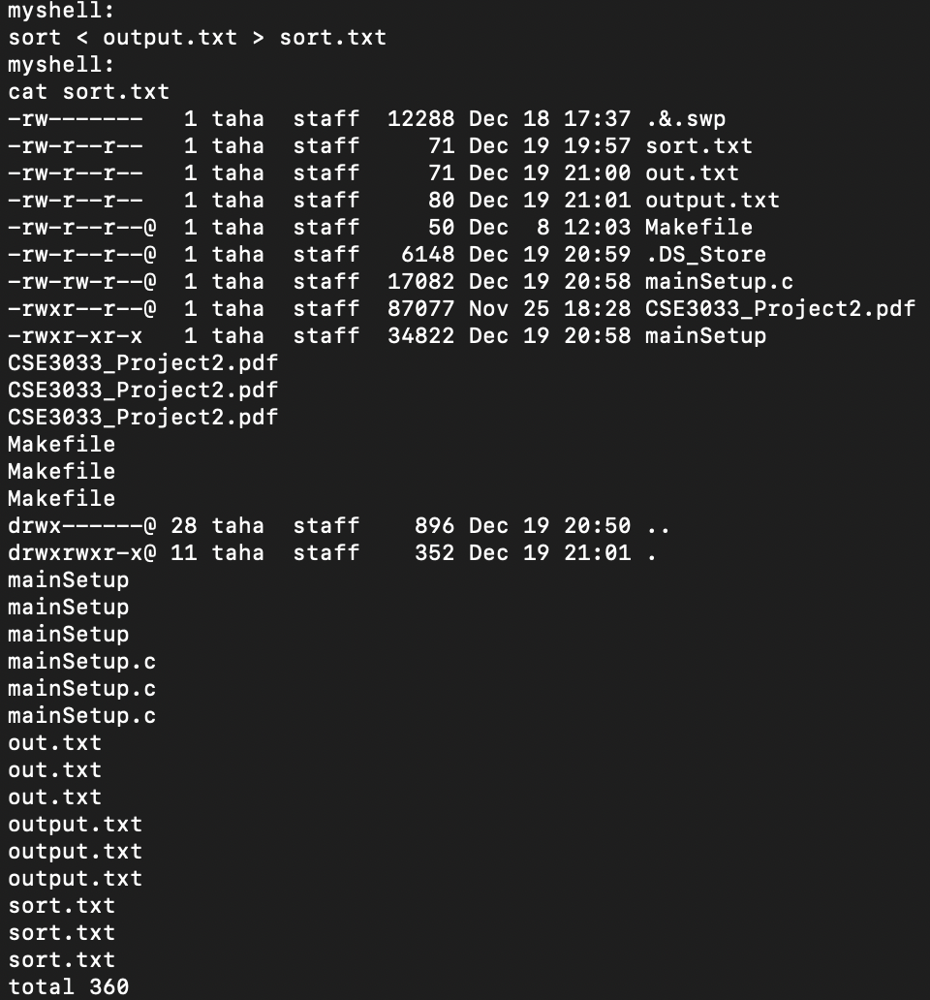 myshell:
sort < output.txt > sort.txt
myshell:
cat sort.txt
-rw-------   1 taha  staff  12288 Dec 18 17:37 .&.swp
-rw-r--r--   1 taha  staff     71 Dec 19 19:57 sort.txt
-rw-r--r--   1 taha  staff     71 Dec 19 21:00 out.txt
-rw-r--r--   1 taha  staff     80 Dec 19 21:01 output.txt
-rw-r--r--@  1 taha  staff     50 Dec  8 12:03 Makefile
-rw-r--r--@  1 taha  staff   6148 Dec 19 20:59 .DS_Store
-rw-rw-r--@  1 taha  staff  17082 Dec 19 20:58 mainSetup.c
-rwxr--r--@  1 taha  staff  87077 Nov 25 18:28 CSE3033_Project2.pdf
-rwxr-xr-x   1 taha  staff  34822 Dec 19 20:58 mainSetup
CSE3033_Project2.pdf
CSE3033_Project2.pdf
CSE3033_Project2.pdf
Makefile
Makefile
Makefile
drwx------@ 28 taha  staff    896 Dec 19 20:50 ..
drwxrwxr-x@ 11 taha  staff    352 Dec 19 21:01 .
mainSetup
mainSetup
mainSetup
mainSetup.c
mainSetup.c
mainSetup.c
out.txt
out.txt
out.txt
output.txt
output.txt
output.txt
sort.txt
sort.txt
sort.txt
total 360